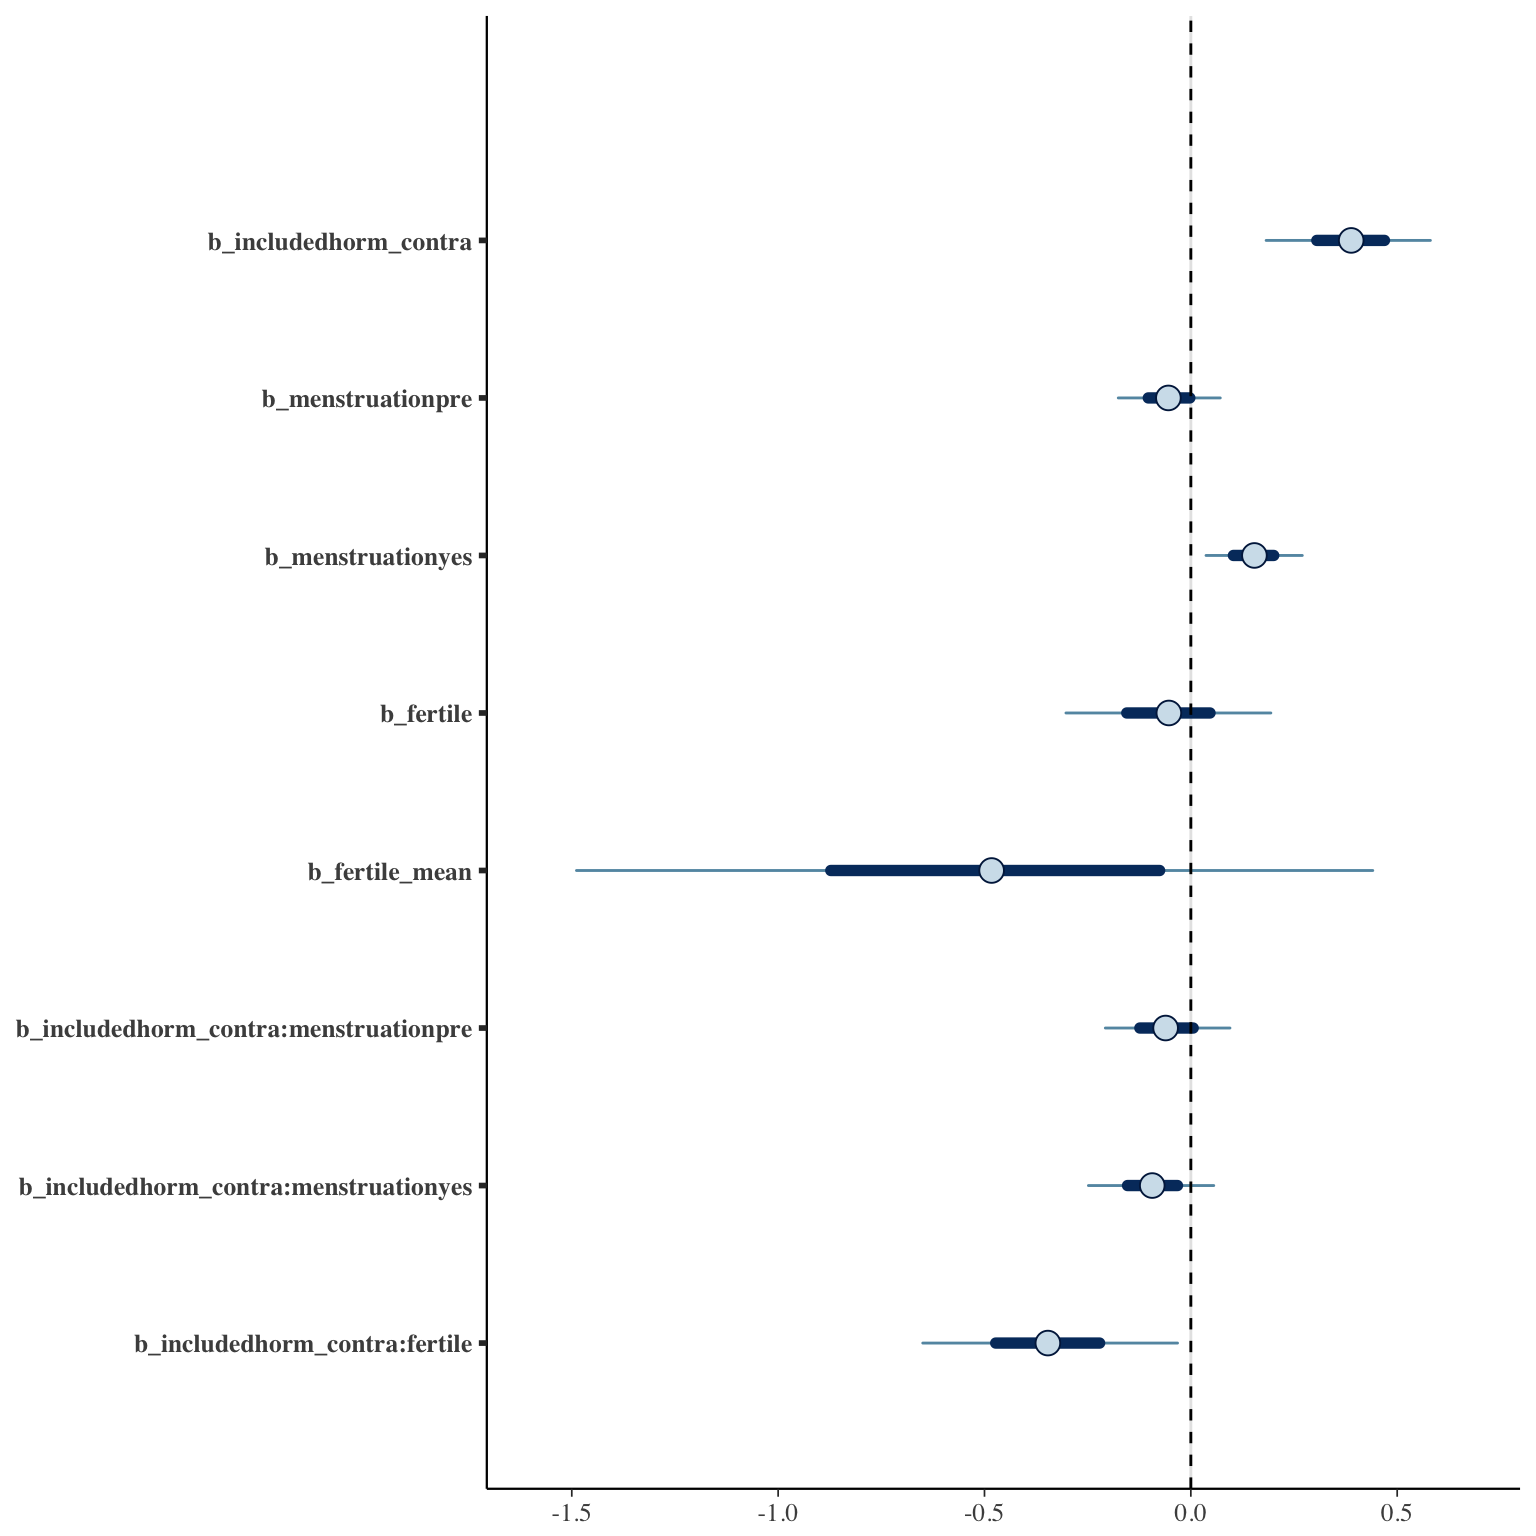 b_includedhorm_contra
b_menstruationpre
b_menstruationyes
b_fertile
b_fertile_mean
b_includedhorm_contra:menstruationpre
b_includedhorm_contra:menstruationyes
b_includedhorm_contra:fertile
-1.5 -1.0 -0.5 0.0 0.5